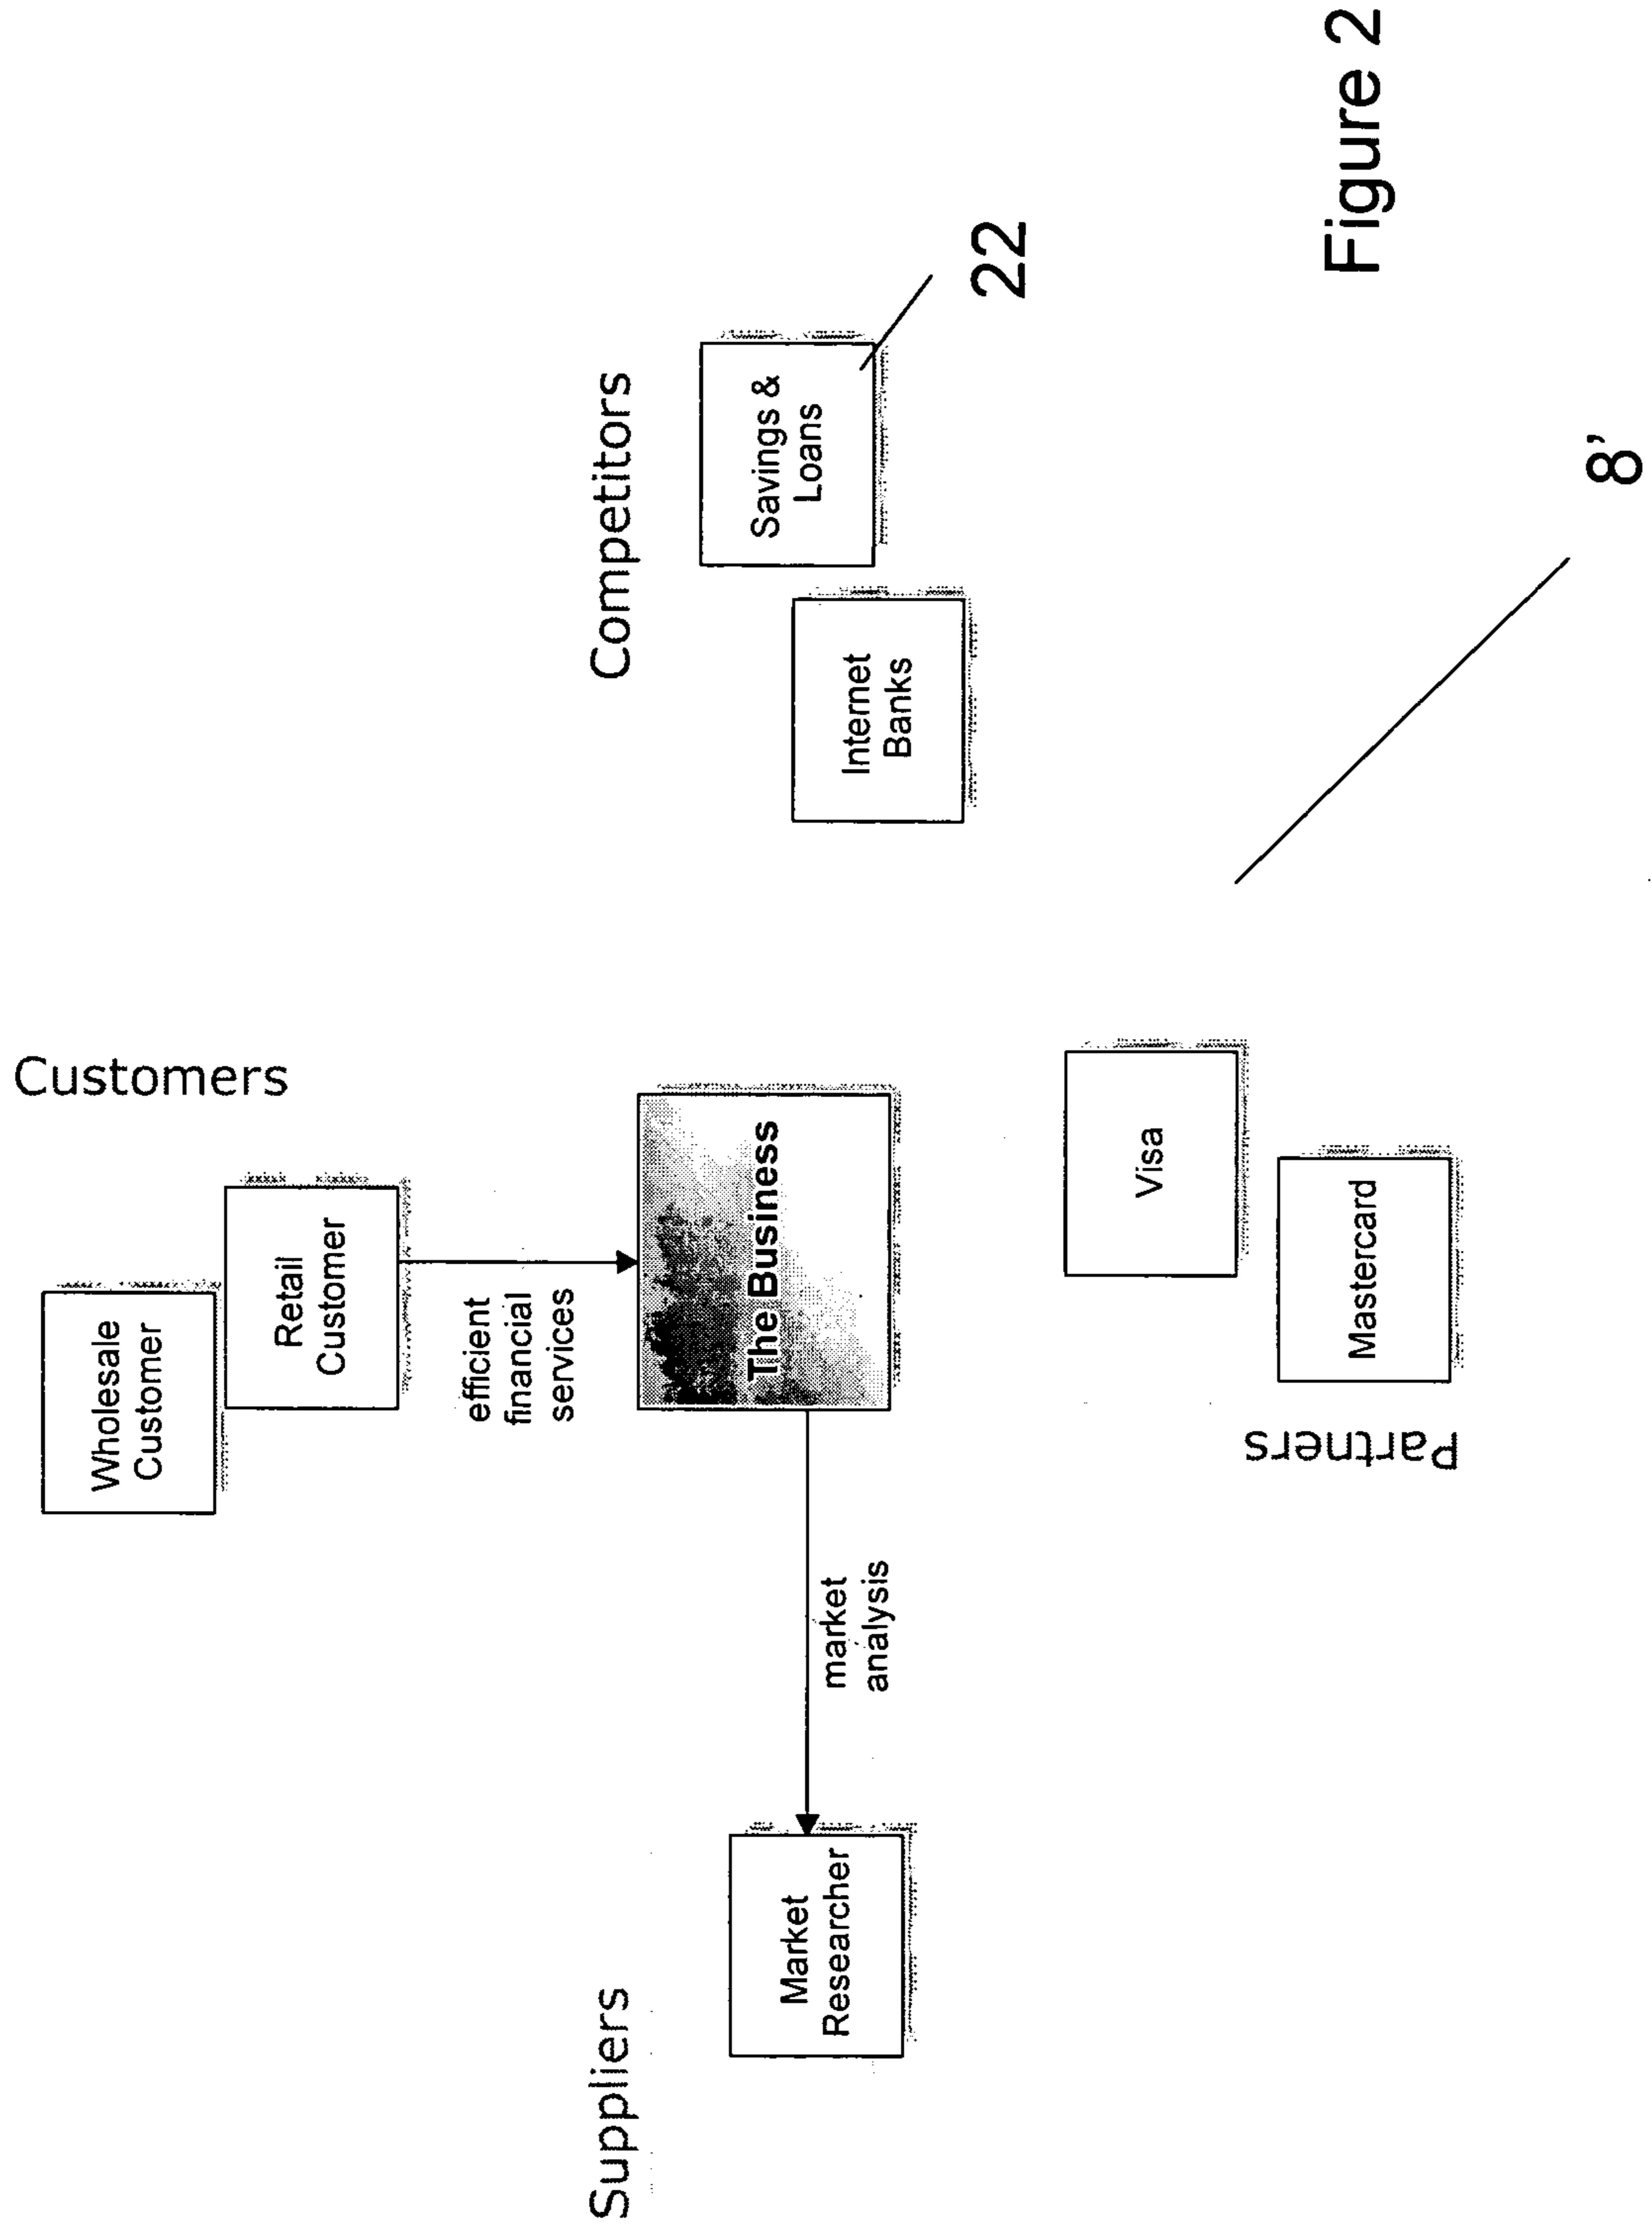 Customers
Wholesale
Customer
Retail
Customer
efficient
financial
services
Suppliers
Competitors
Market
Researcher
market
analysis
The Business
Internet
Banks
Savings &
Loans
22
Partners
Visa
Mastercard
8’
Figure 2